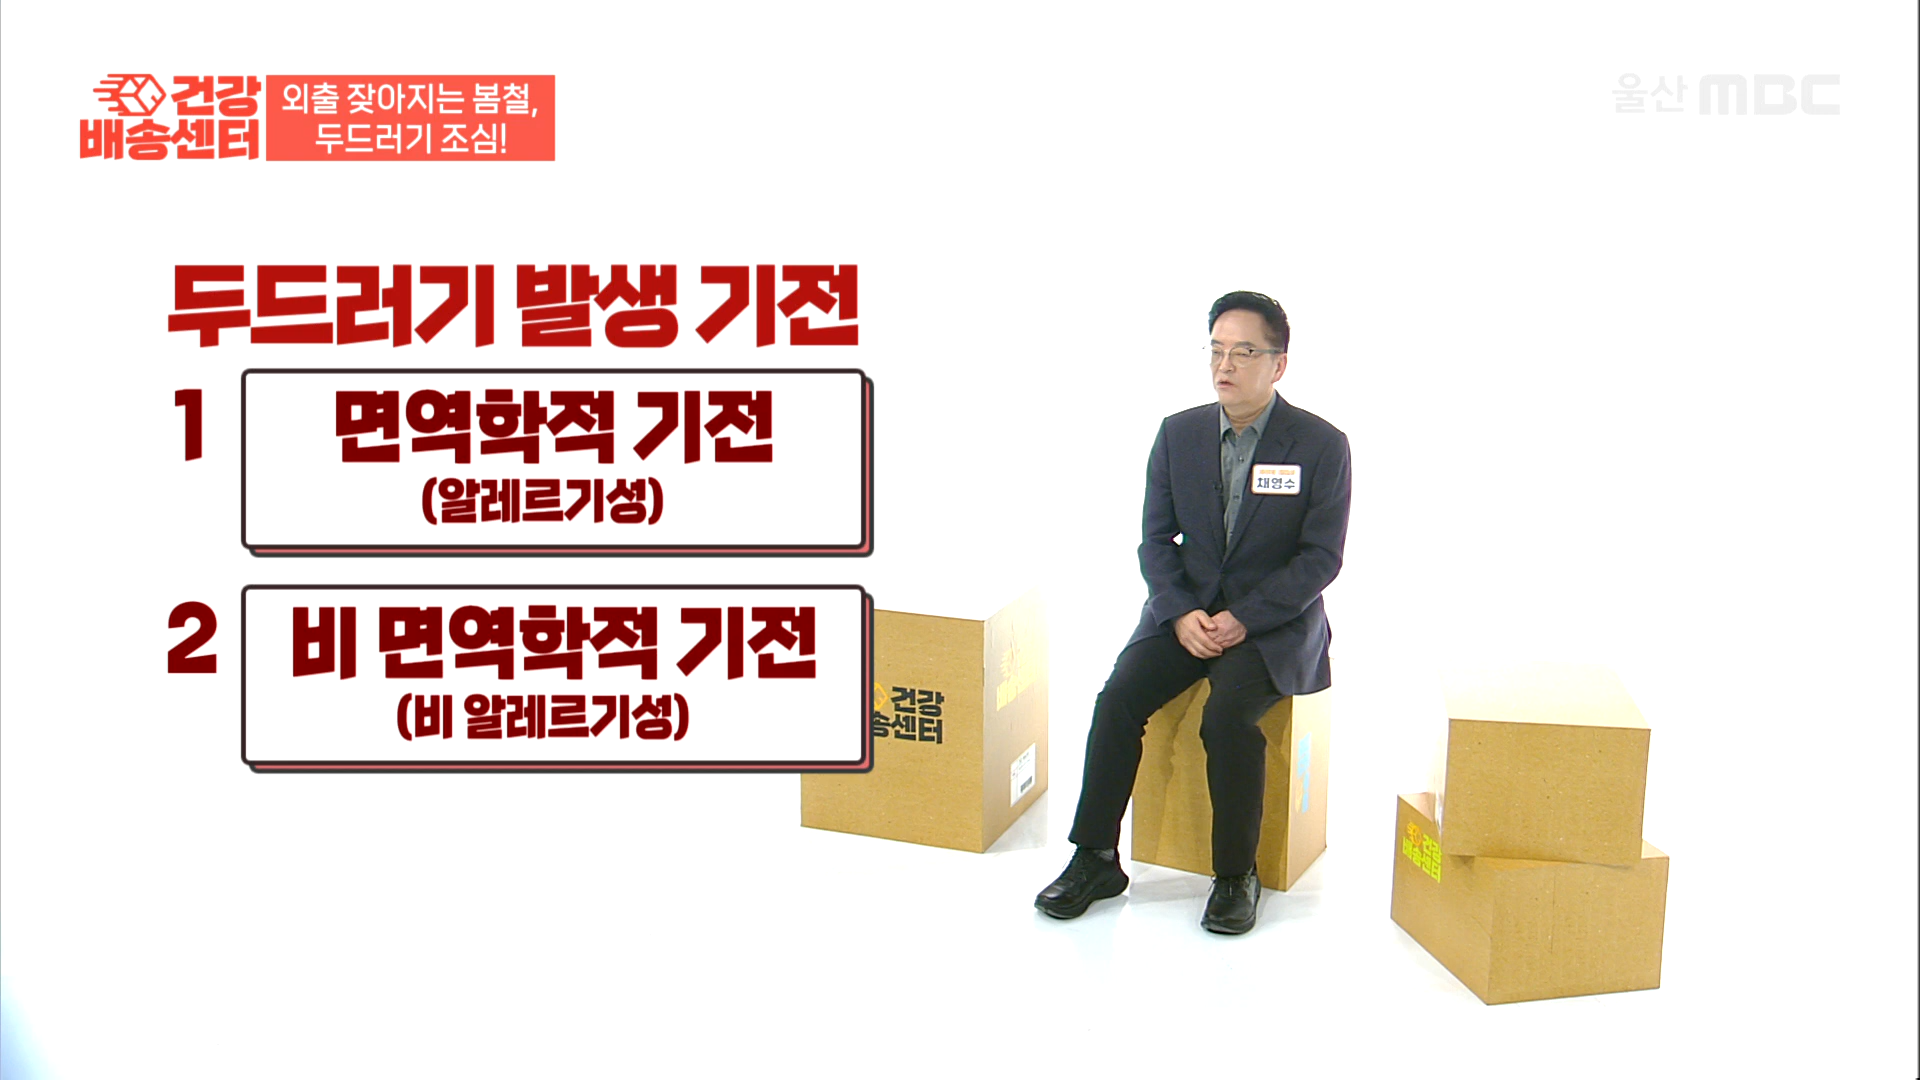 건강
배송센터
외출 잦아지는 봄철,
두드러기 조심!
울산 MBC
두드러기 발생 기전
1
면역학적 기전
(알레르기성)
2
비 면역학적 기전
(비 알레르기성)
채영수
건강
송센터
건강
배송센터